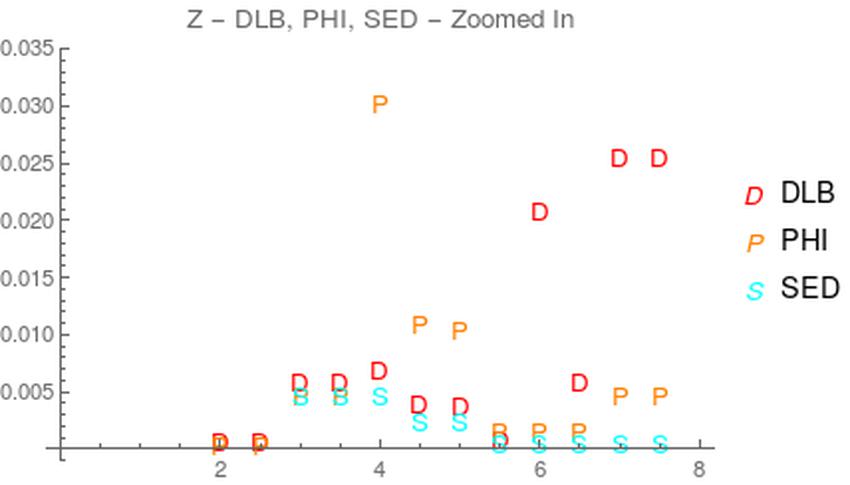 Z – DLB, PHI, SED – Zoomed In
0.035
0.030
P
0.025
D D
D DLB
0.020
D
P PHI
0.015
S SED
0.010
P P
0.005
D D D D D D
P P S S S
P P
S S
D D D
P P P P P
S S S S S
2 4 6 8